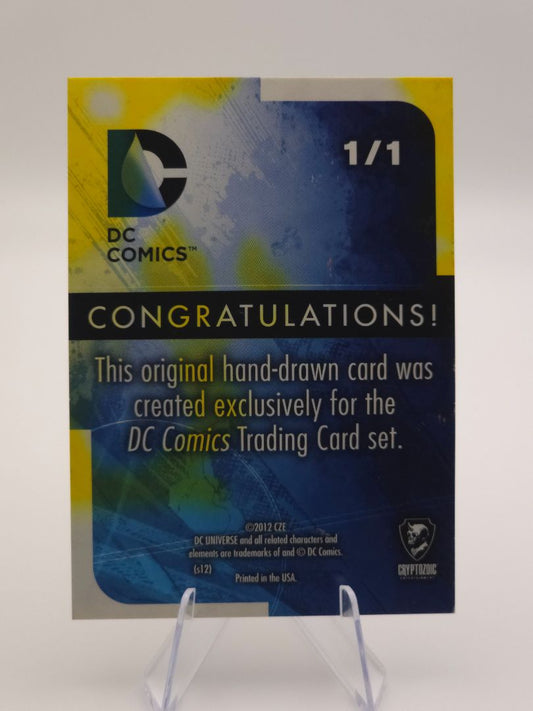 1/1
DC
COMICS™
CONGRATULATIONS!
This original hand-drawn card was
created exclusively for the
DC Comics Trading Card set.
©2012 CZE
DC UNIVERSE and all related characters and
elements are trademarks of and © DC Comics.
(s12)
Printed in the USA.
CRYPTOZOIC
ENTERTAINMENT